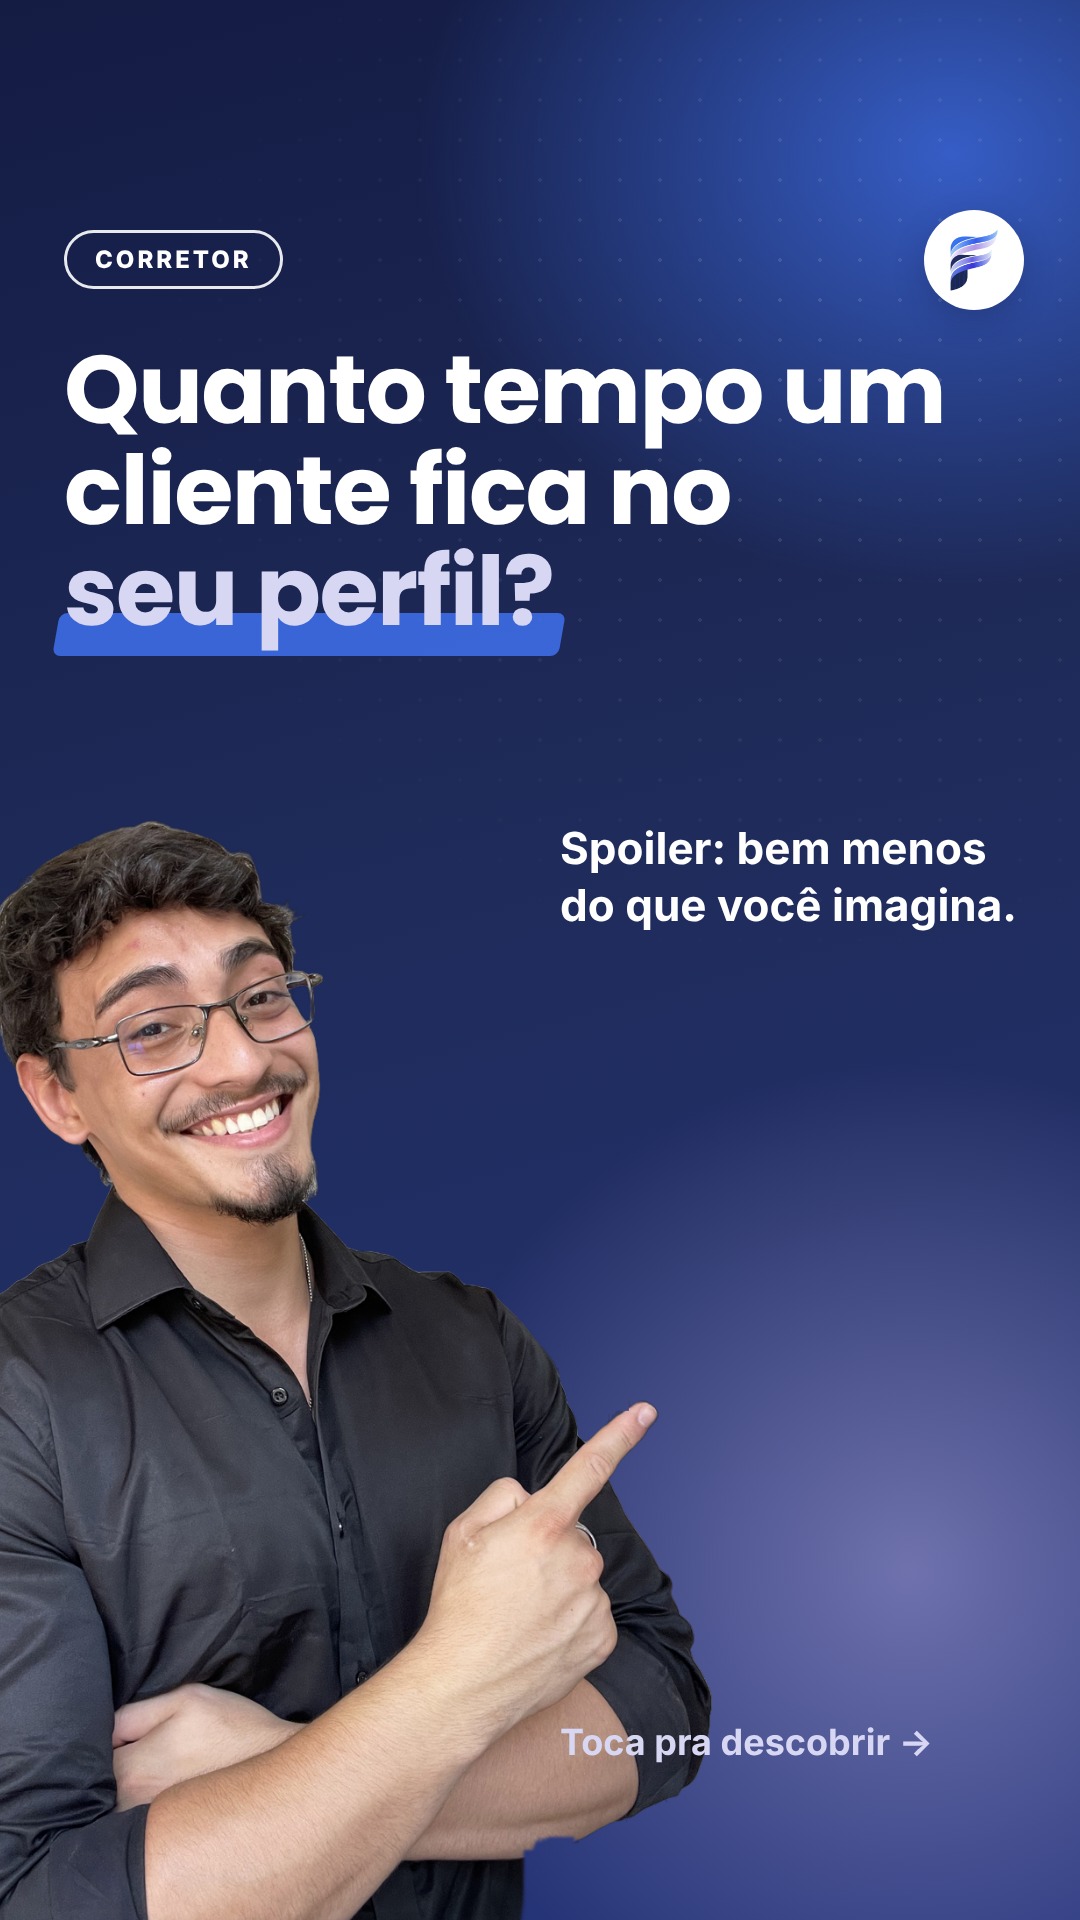 CORRETOR
Quanto tempo um
cliente fica no
seu perfil?
Spoiler: bem menos
do que você imagina.
Toca pra descobrir →